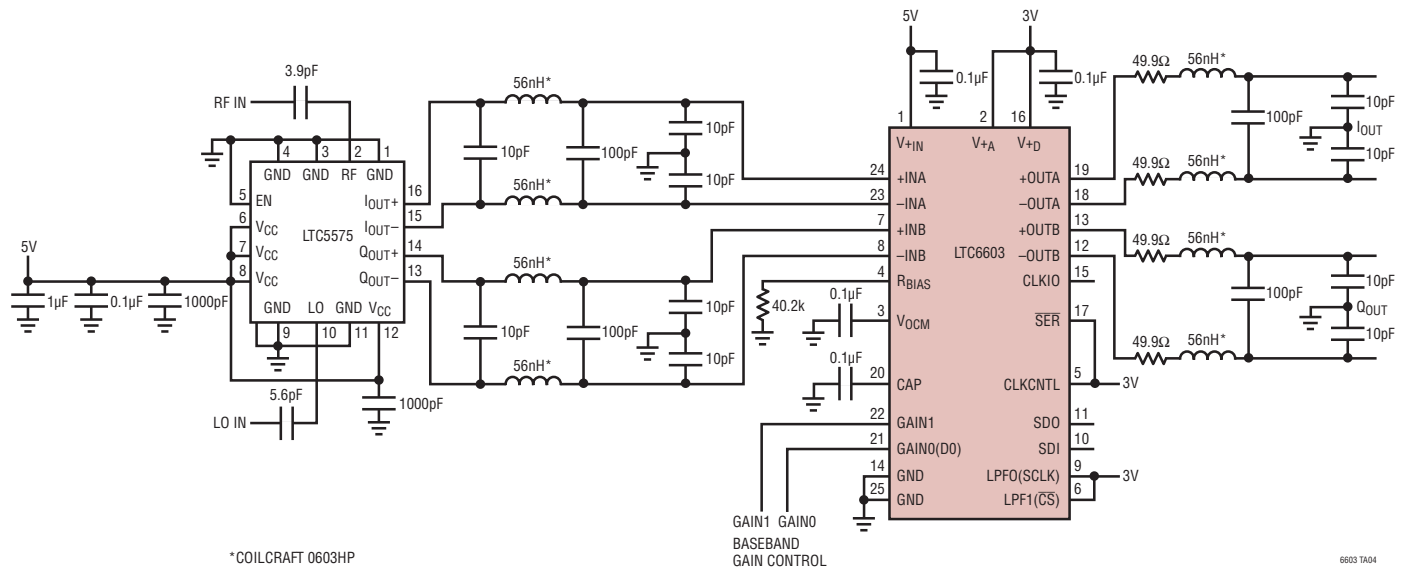 5V
3V
3.9pF
RF IN
56nH*
10pF
100pF
10pF
10pF
56nH*
0.1µF
0.1µF
49.9Ω
56nH*
100pF
10pF
IOUT
10pF
49.9Ω
56nH*
4
3
2
1
GND
GND
RF
GND
5
EN
6
VCC
7
VCC
8
VCC
LTC5575
IOUT+
16
IOUT–
15
QOUT+
14
QOUT–
13
GND
LO
GND
VCC
9
10
11
12
5V
1µF
0.1µF
1000pF
5.6pF
LO IN
1000pF
56nH*
10pF
100pF
10pF
10pF
56nH*
1
2
16
V+IN
V+A
V+D
24
+INA
23
–INA
7
+INB
8
–INB
4
RBIAS
3
VOCM
20
CAP
22
GAIN1
21
GAIN0(D0)
14
GND
25
GND
LTC6603
+OUTA
19
–OUTA
18
+OUTB
13
–OUTB
12
CLKIO
15
SER
17
CLKCNTL
5
3V
SDO
11
SDI
10
LPFO(SCLK)
9
3V
LPF1(CS)
6
40.2k
0.1µF
0.1µF
49.9Ω
56nH*
100pF
10pF
QOUT
10pF
49.9Ω
56nH*
GAIN1 GAIN0
BASEBAND
GAIN CONTROL
*COILCRAFT 0603HP
6603 TA04